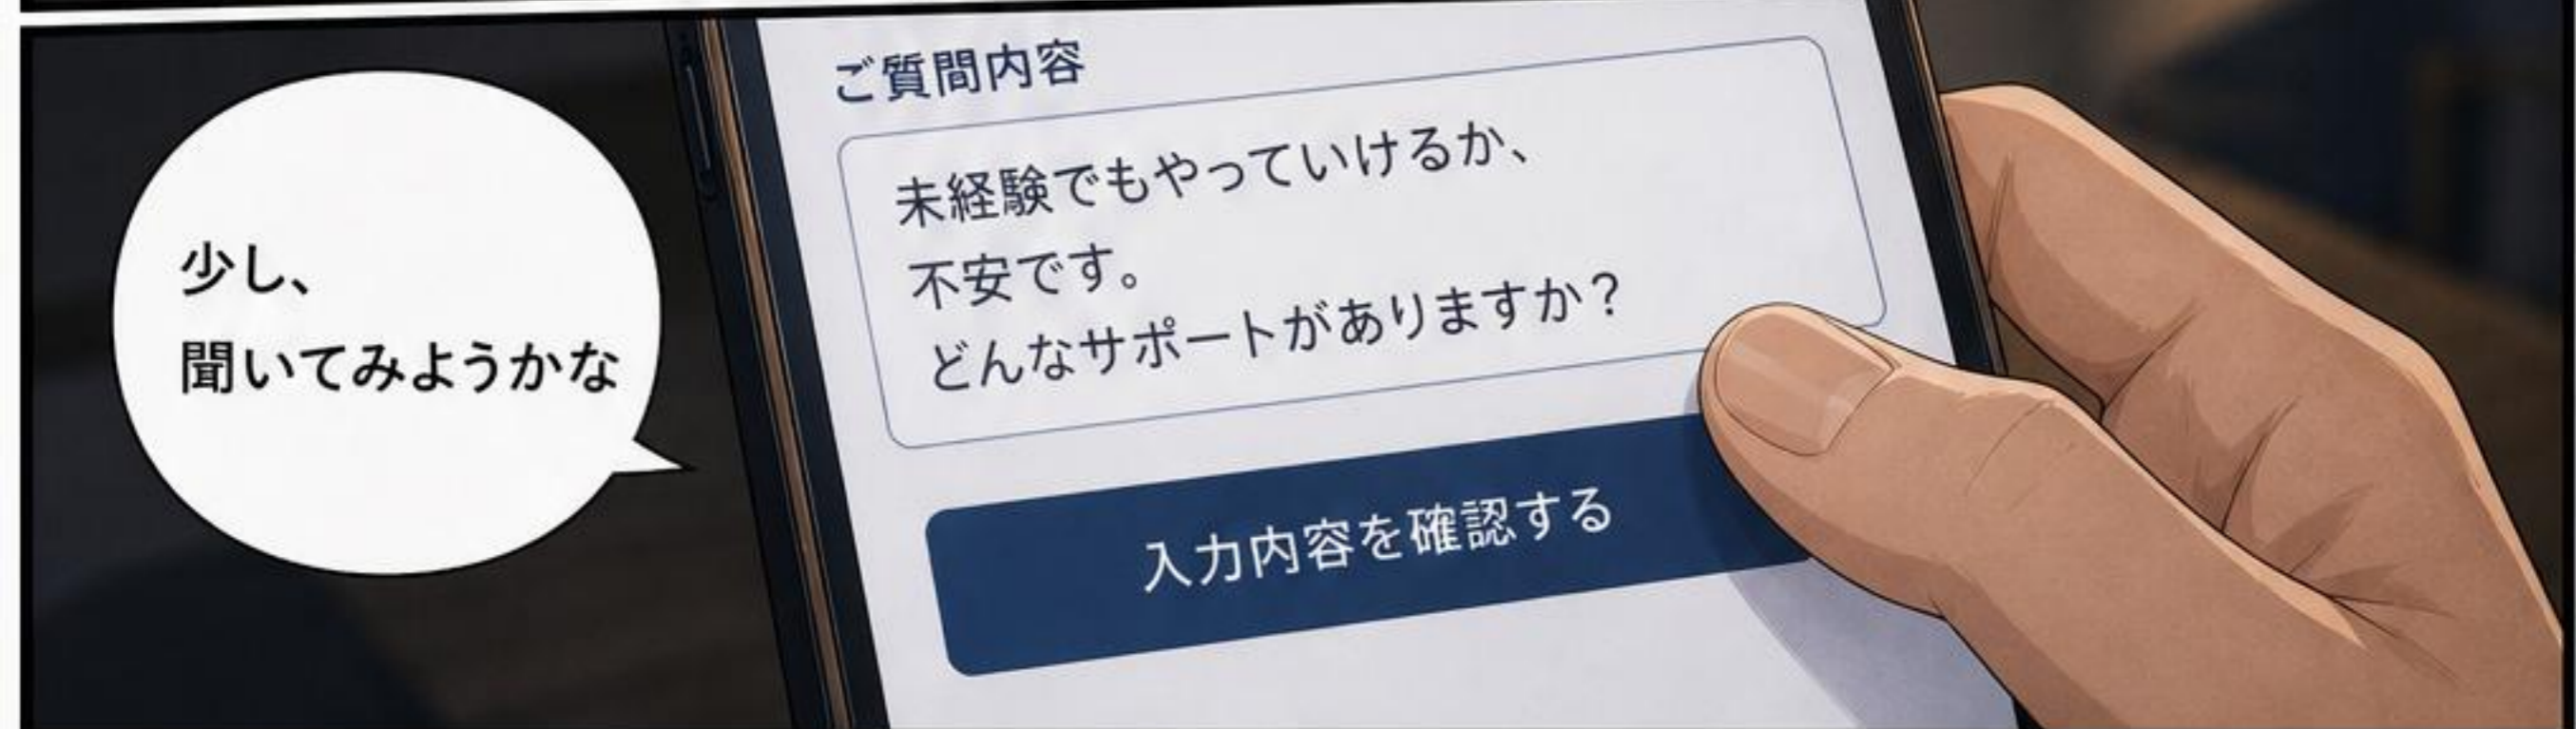 少し、
聞いてみようかな
ご質問内容
未経験でもやっていけるか、
不安です。
どんなサポートがありますか？
入力内容を確認する